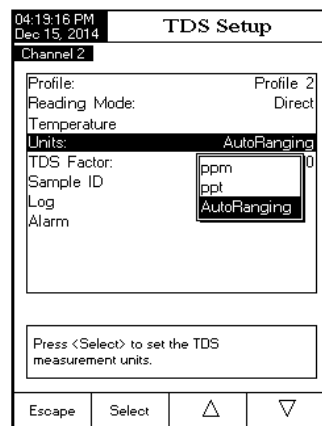 04:19:16 PM
Dec 15, 2014
TDS Setup
Channel 2
Profile: Profile 2
Reading Mode: Direct
Temperature
Units: AutoRanging
TDS Factor: 0
Sample ID
Log
Alarm
ppm
ppt
AutoRanging
Press <Select> to set the TDS
measurement units.
Escape Select △ ▽